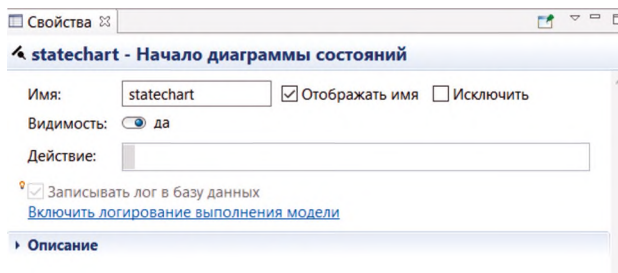 Свойства
statechart - Начало диаграммы состояний
Имя: statechart Отображать имя Исключить
Видимость: да
Действие:
Записывать лог в базу данных
Включить логирование выполнения модели
Описание